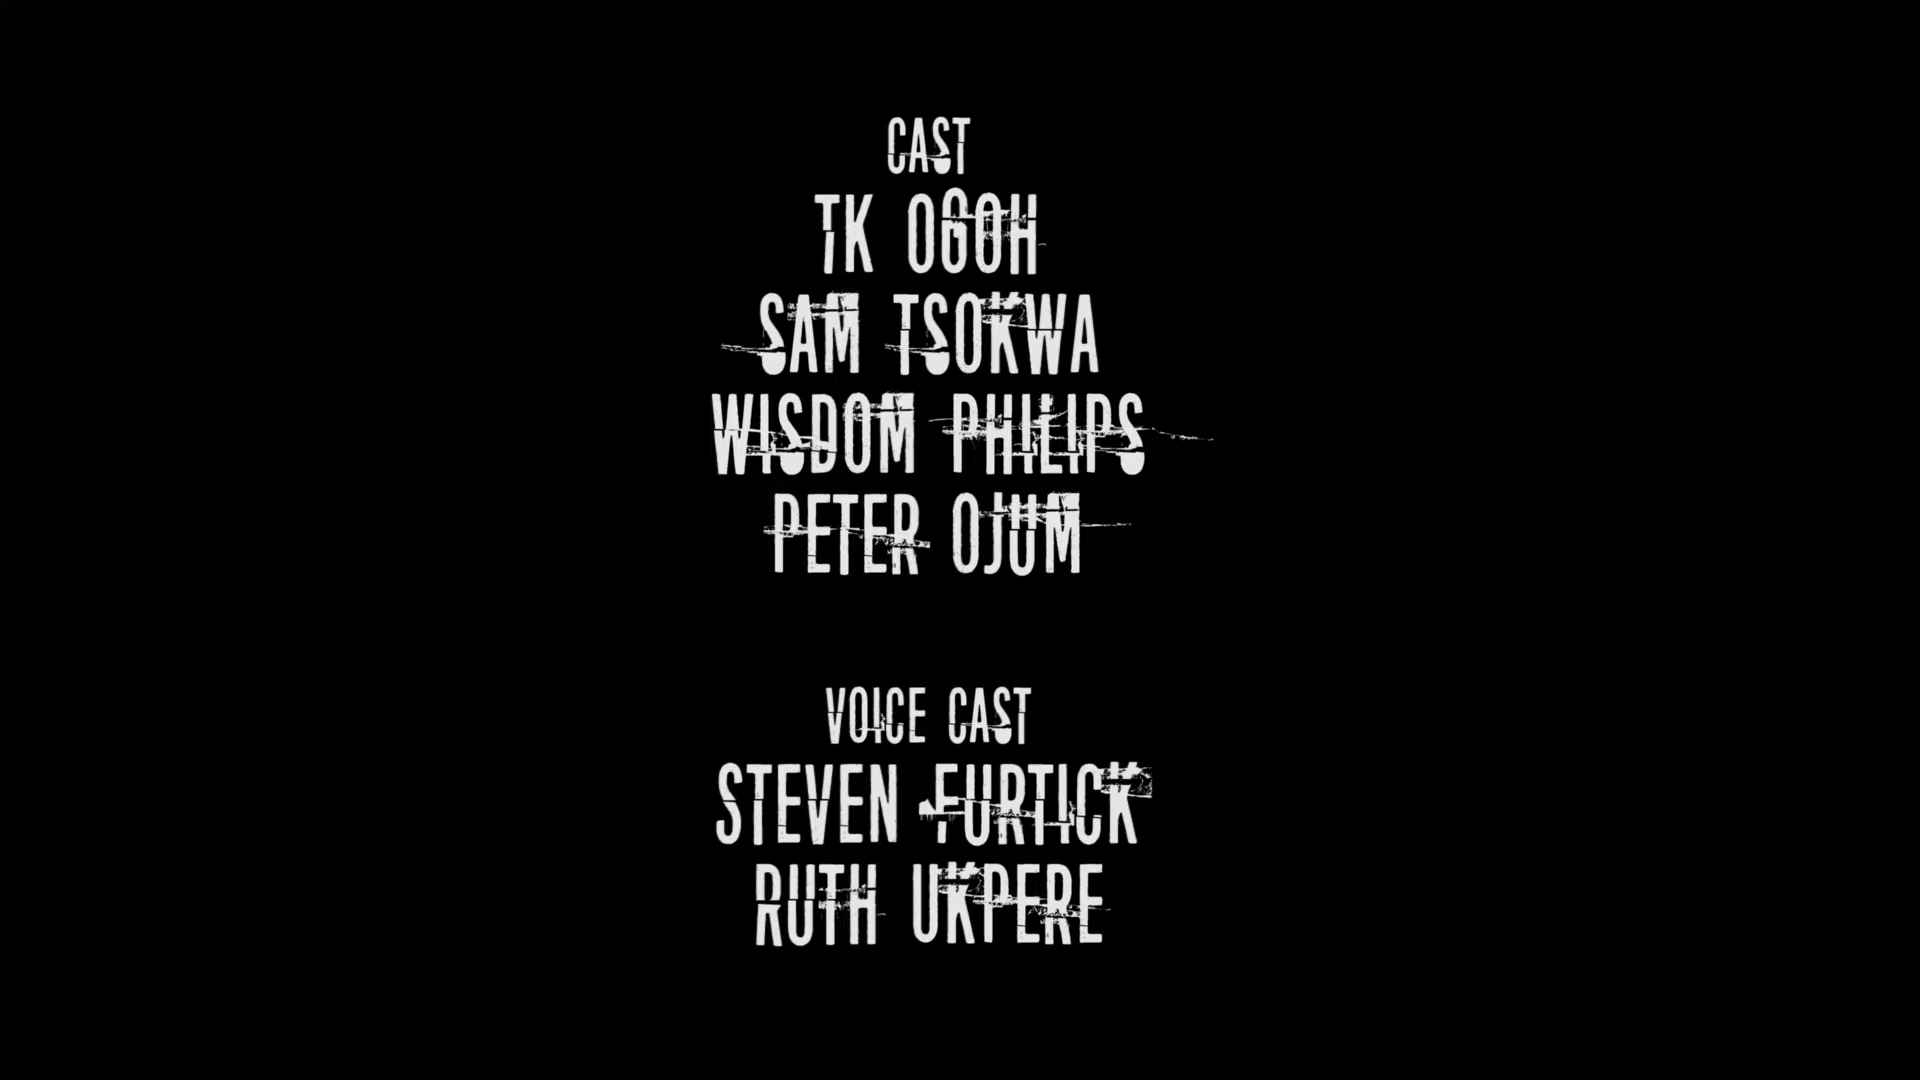 CAST
TK OGOH
SAM TSOKWA
WISDOM PHILIPS
PETER OJUM
VOICE CAST
STEVEN FURTICK
RUTH UKPERE